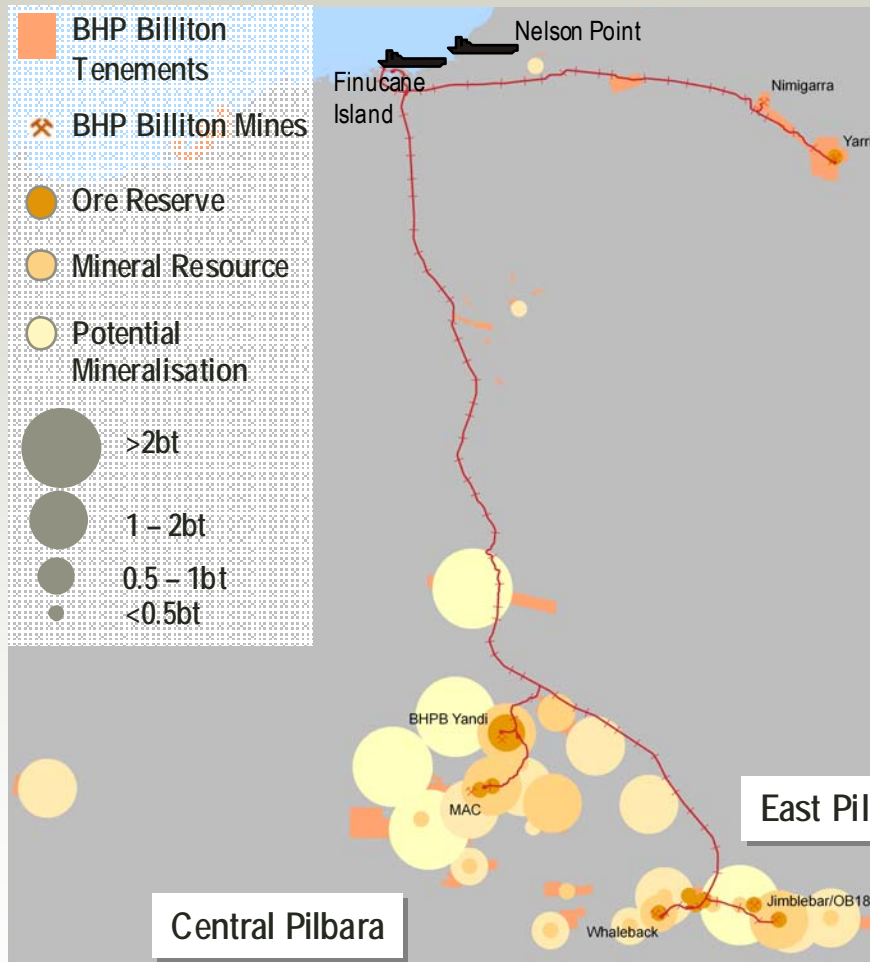 BHP Billiton
Tenements
BHP Billiton Mines
Ore Reserve
Mineral Resource
Potential
Mineralisation
>2bt
1 – 2bt
0.5 – 1bt
<0.5bt
Nelson Point
Finucane
Island
Nimigarra
Yarri
BHPB Yandi
MAC
East Pil
Jimblebar/OB18
Whaleback
Central Pilbara